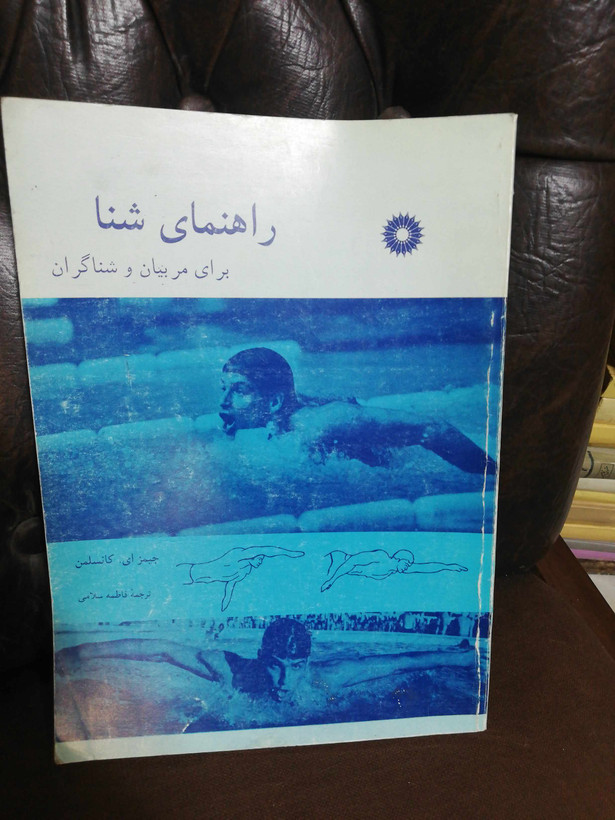 راهنمای شنا
برای مربیان و شناگران
جیمز ای. کانسلمن
ترجمهٔ فاطمه سلامی